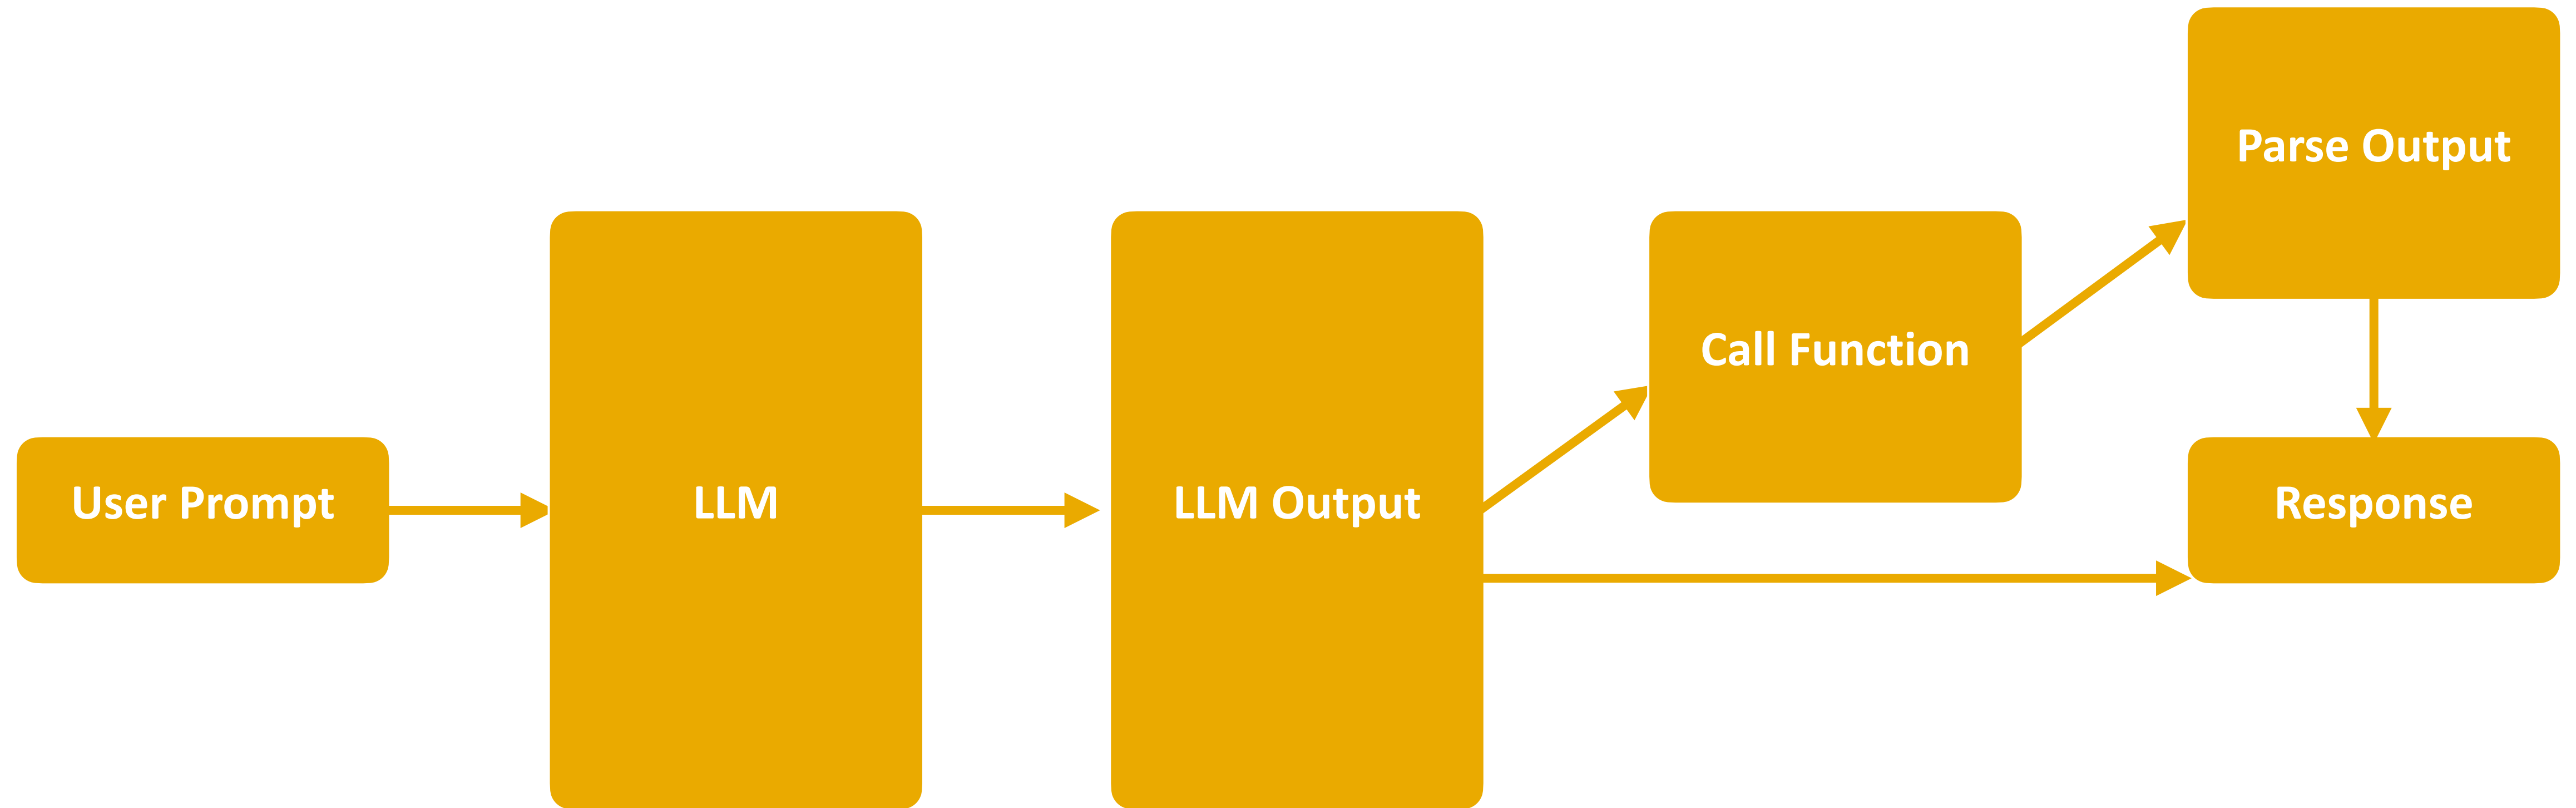 User Prompt
LLM
LLM Output
Call Function
Parse Output
Response